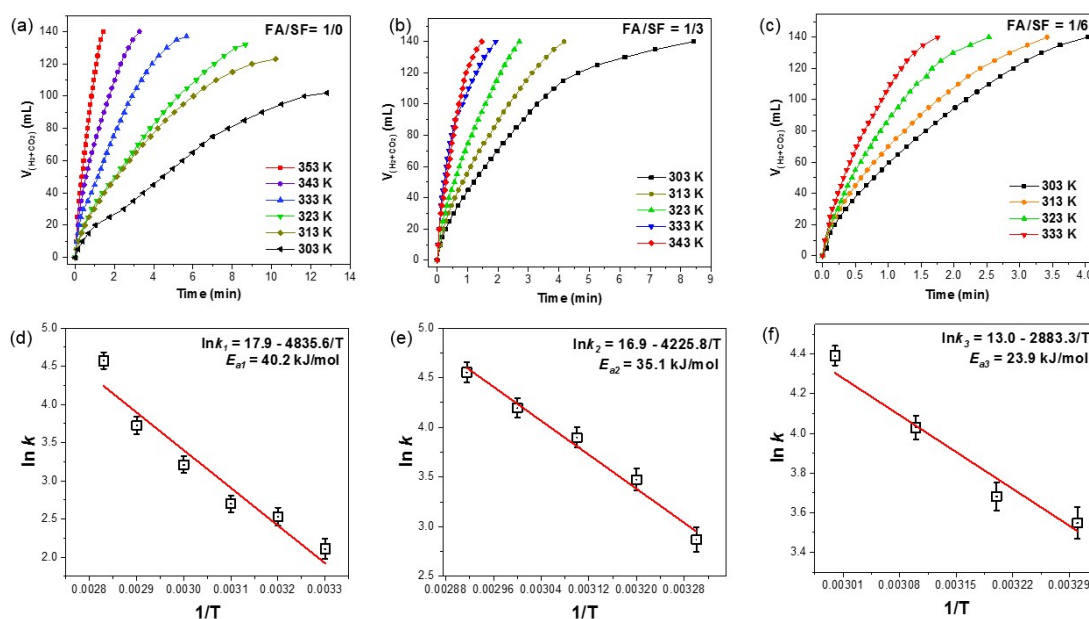 (a)
FA/SF= 1/0
V(H₂+CO₂) (mL)
140
120
100
80
60
40
20
0
353 K
343 K
333 K
323 K
313 K
303 K
0 2 4 6 8 10 12 14
Time (min)
(b)
FA/SF = 1/3
V(H₂+CO₂) (mL)
160
140
120
100
80
60
40
20
0
303 K
313 K
323 K
333 K
343 K
0 1 2 3 4 5 6 7 8 9
Time (min)
(c)
FA/SF = 1/6
V(H₂+CO₂) (mL)
160
140
120
100
80
60
40
20
0
303 K
313 K
323 K
333 K
0.0 0.5 1.0 1.5 2.0 2.5 3.0 3.5 4.0
Time (min)
(d)
lnk₁ = 17.9 - 4835.6/T
Eₐ₁ = 40.2 kJ/mol
ln k
5.0
4.5
4.0
3.5
3.0
2.5
2.0
0.0028 0.0029 0.0030 0.0031 0.0032 0.0033
1/T
(e)
lnk₂ = 16.9 - 4225.8/T
Eₐ₂ = 35.1 kJ/mol
ln k
5.0
4.5
4.0
3.5
3.0
2.5
0.00288 0.00296 0.00304 0.00312 0.00320 0.00328
1/T
(f)
lnk₃ = 13.0 - 2883.3/T
Eₐ₃ = 23.9 kJ/mol
ln k
4.4
4.2
4.0
3.8
3.6
3.4
0.00301 0.00308 0.00315 0.00322 0.00329
1/T